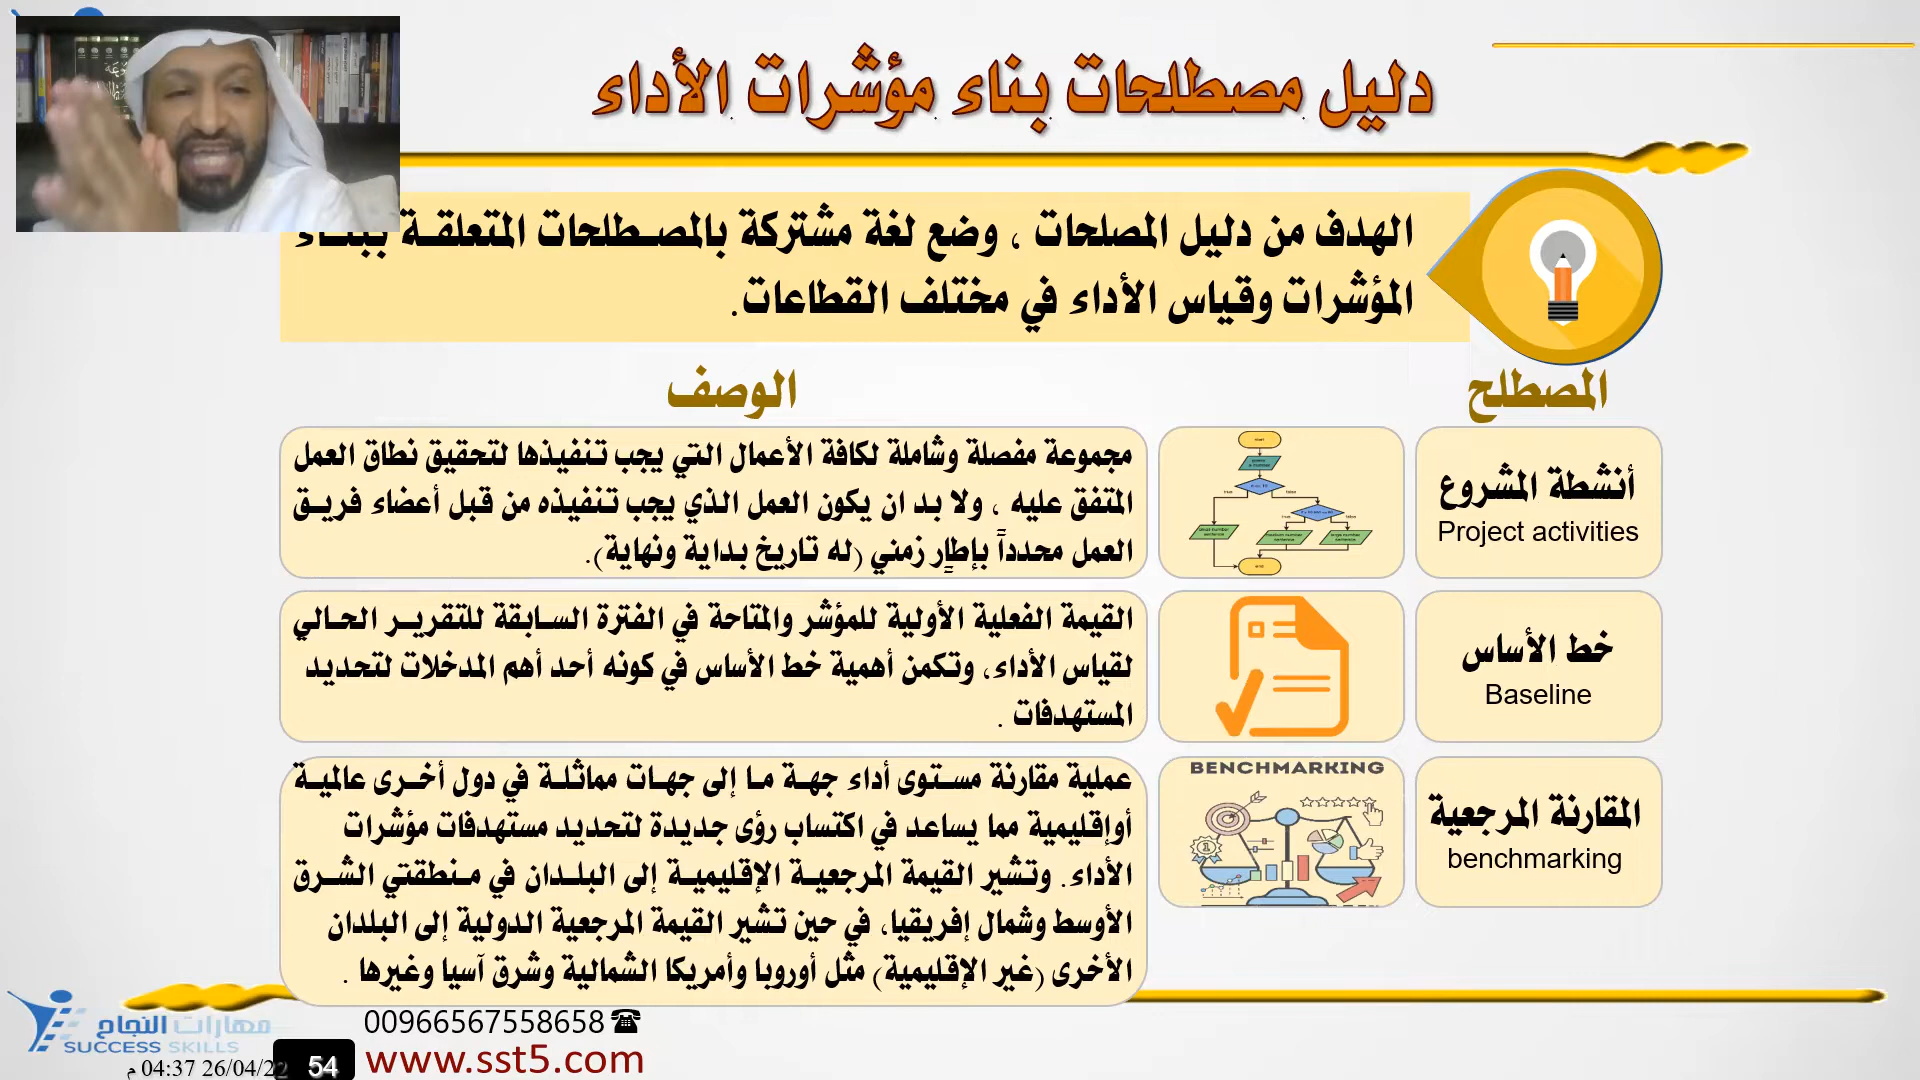 دليل مصطلحات بناء مؤشرات الأداء
الهدف من دليل المصلحات ، وضع لغة مشتركة بالمصطلحات المتعلقة ببناء
المؤشرات وقياس الأداء في مختلف القطاعات.
المصطلح
الوصف
أنشطة المشروع
Project activities
مجموعة مفصلة وشاملة لكافة الأعمال التي يجب تنفيذها لتحقيق نطاق العمل
المتفق عليه ، ولا بد ان يكون العمل الذي يجب تنفيذه من قبل أعضاء فريق
العمل محدداً بإطار زمني (له تاريخ بداية ونهاية).
خط الأساس
Baseline
القيمة الفعلية الأولية للمؤشر والمتاحة في الفترة السابقة للتقرير الحالي
لقياس الأداء، وتكمن أهمية خط الأساس في كونه أحد أهم المدخلات لتحديد
المستهدفات .
المقارنة المرجعية
benchmarking
BENCHMARKING
عملية مقارنة مستوى أداء جهة ما إلى جهات مماثلة في دول أخرى عالمية
أوإقليمية مما يساعد في اكتساب رؤى جديدة لتحديد مستهدفات مؤشرات
الأداء. وتشير القيمة المرجعية الإقليمية إلى البلدان في منطقتي الشرق
الأوسط وشمال إفريقيا، في حين تشير القيمة المرجعية الدولية إلى البلدان
الأخرى (غير الإقليمية) مثل أوروبا وأمريكا الشمالية وشرق آسيا وغيرها .
مهارات النجاح
SUCCESS SKILLS
00966567558658
www.sst5.com
54
26/04/22 04:37 م